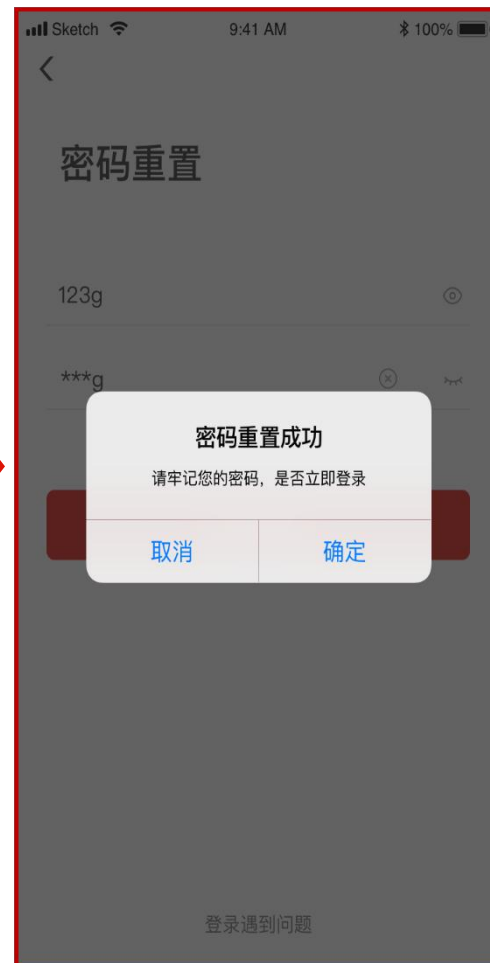 Sketch 9:41 AM 100%
密码重置
123g
***g
密码重置成功
请牢记您的密码，是否立即登录
取消 确定
登录遇到问题